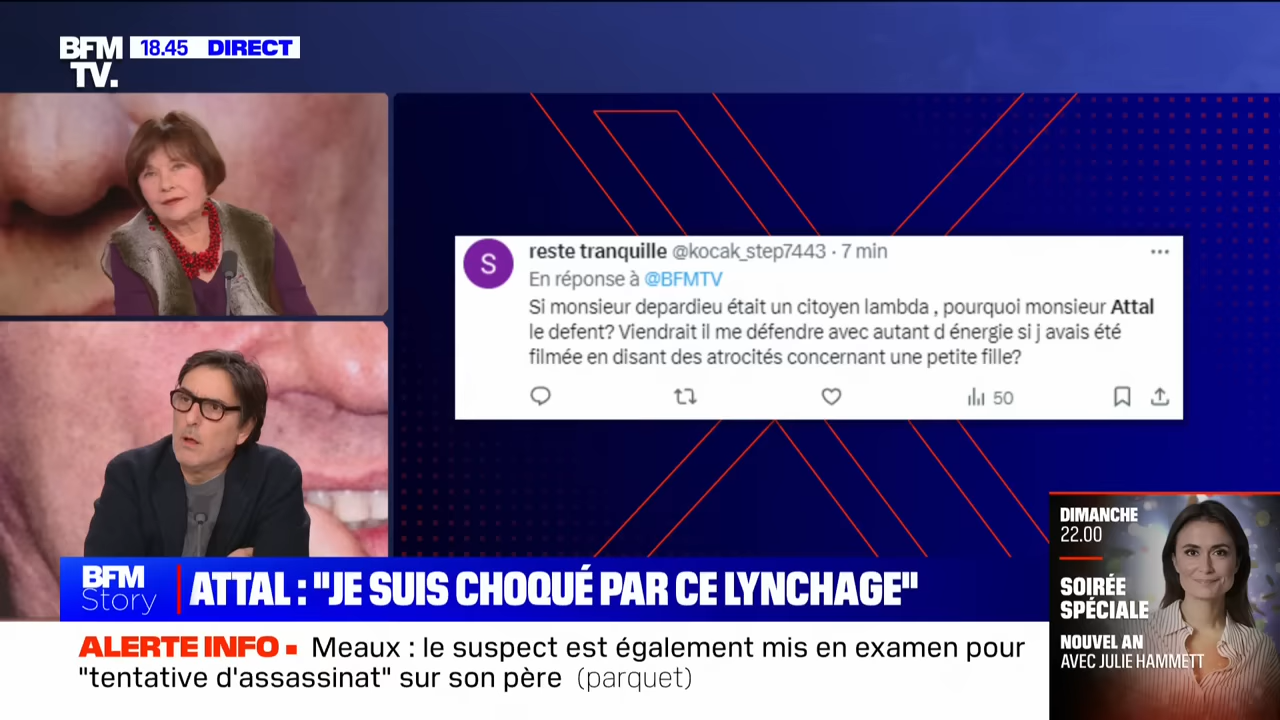 BFM
TV.
18.45 DIRECT
S
reste tranquille @kocak_step7443 · 7 min
En réponse à @BFMTV
Si monsieur depardieu était un citoyen lambda , pourquoi monsieur Attal
le defent? Viendrait il me défendre avec autant d énergie si j avais été
filmée en disant des atrocités concernant une petite fille?
50
BFM
Story
ATTAL : "JE SUIS CHOQUÉ PAR CE LYNCHAGE"
ALERTE INFO ▪ Meaux : le suspect est également mis en examen pour
"tentative d'assassinat" sur son père (parquet)
DIMANCHE
22.00
SOIRÉE
SPÉCIALE
NOUVEL AN
AVEC JULIE HAMMETT